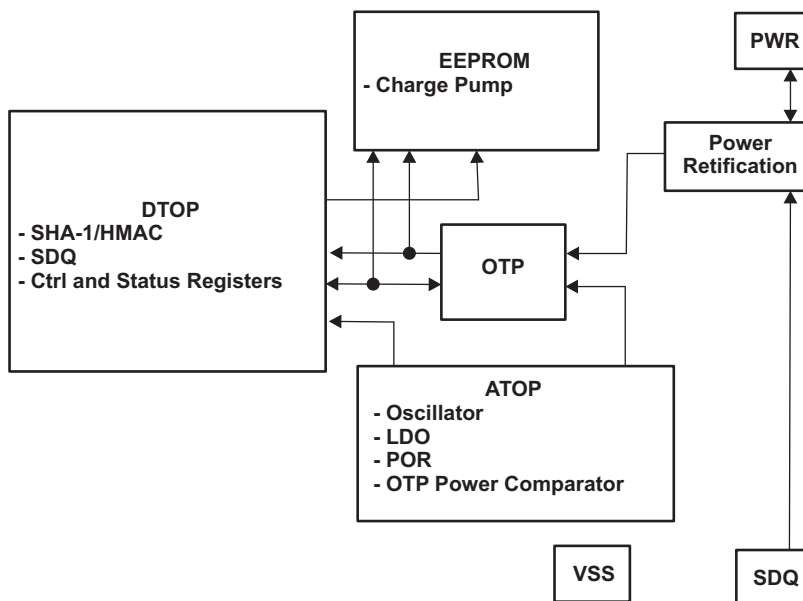 EEPROM
- Charge Pump
PWR
Power
Retification
DTOP
- SHA-1/HMAC
- SDQ
- Ctrl and Status Registers
OTP
ATOP
- Oscillator
- LDO
- POR
- OTP Power Comparator
VSS
SDQ